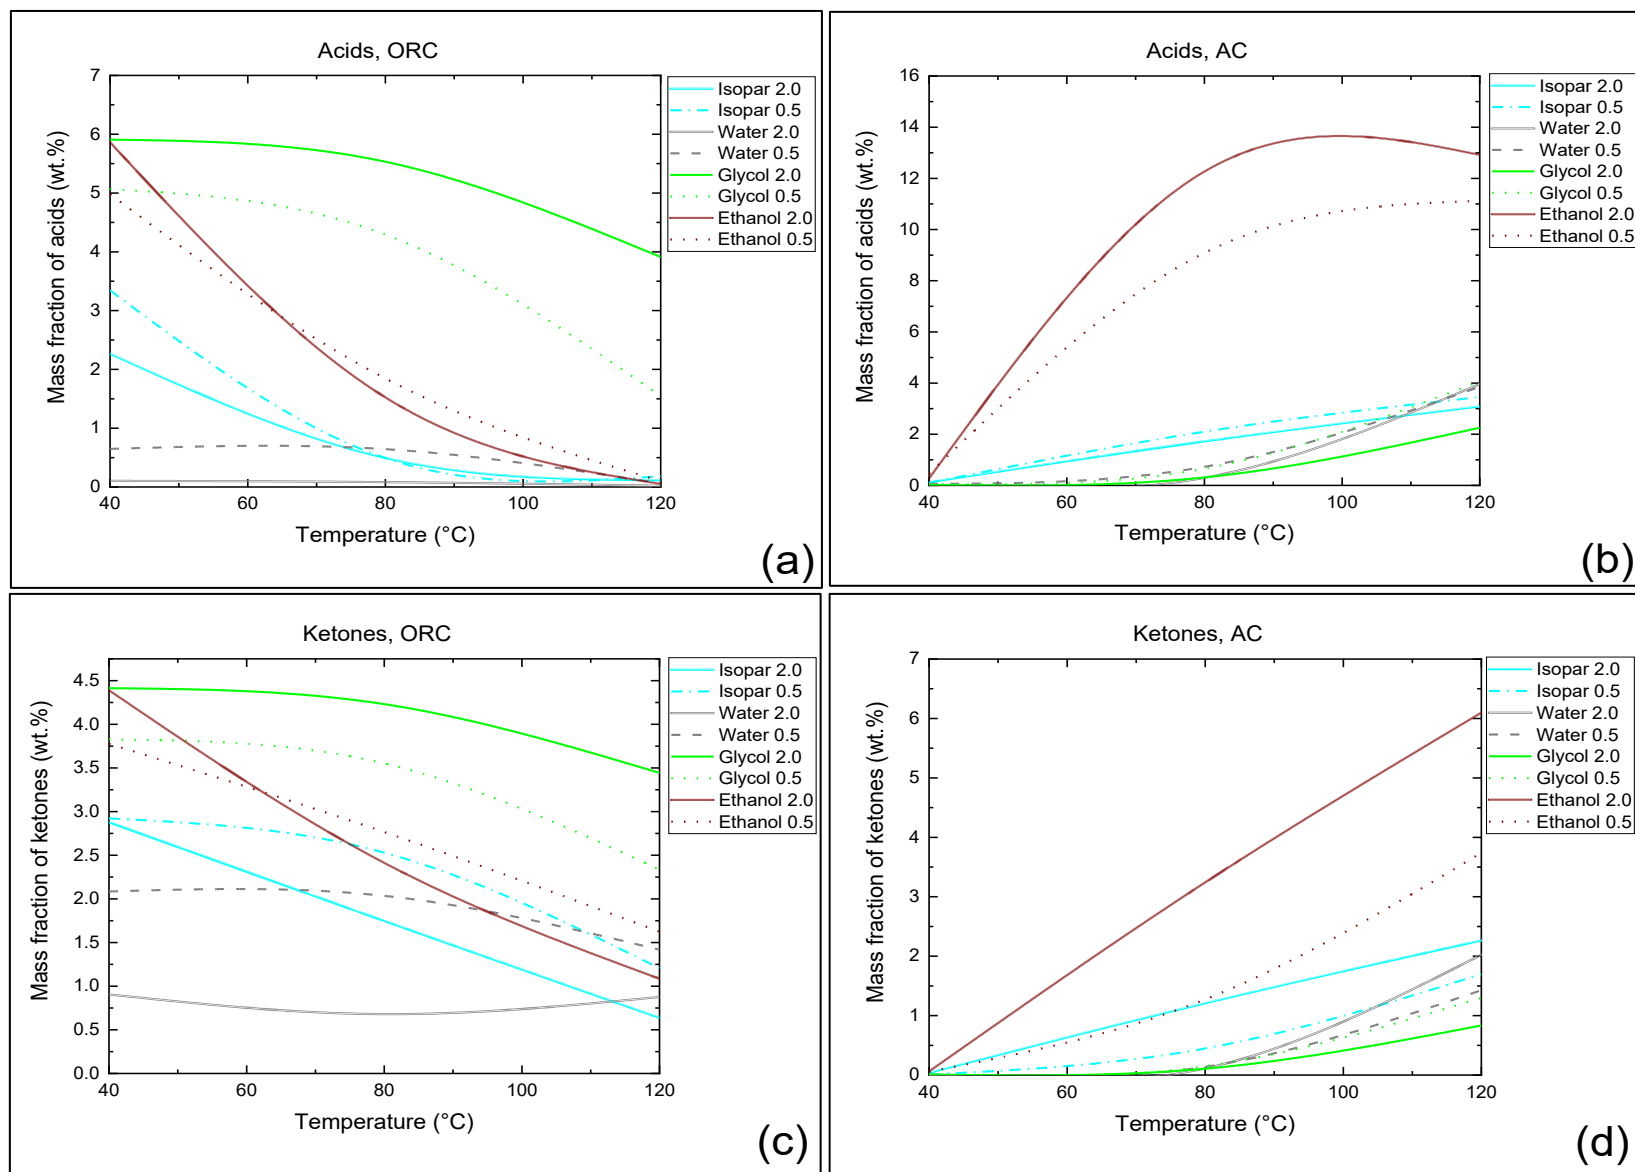 Acids, ORC
7
6
5
4
3
2
1
0
40
60
80
100
120
Mass fraction of acids (wt.%)
Temperature (°C)
Isopar 2.0
Isopar 0.5
Water 2.0
Water 0.5
Glycol 2.0
Glycol 0.5
Ethanol 2.0
Ethanol 0.5
(a)
Acids, AC
16
14
12
10
8
6
4
2
0
40
60
80
100
120
Mass fraction of acids (wt.%)
Temperature (°C)
Isopar 2.0
Isopar 0.5
Water 2.0
Water 0.5
Glycol 2.0
Glycol 0.5
Ethanol 2.0
Ethanol 0.5
(b)
Ketones, ORC
4.5
4.0
3.5
3.0
2.5
2.0
1.5
1.0
0.5
0.0
40
60
80
100
120
Mass fraction of ketones (wt.%)
Temperature (°C)
Isopar 2.0
Isopar 0.5
Water 2.0
Water 0.5
Glycol 2.0
Glycol 0.5
Ethanol 2.0
Ethanol 0.5
(c)
Ketones, AC
7
6
5
4
3
2
1
0
40
60
80
100
120
Mass fraction of ketones (wt.%)
Temperature (°C)
Isopar 2.0
Isopar 0.5
Water 2.0
Water 0.5
Glycol 2.0
Glycol 0.5
Ethanol 2.0
Ethanol 0.5
(d)